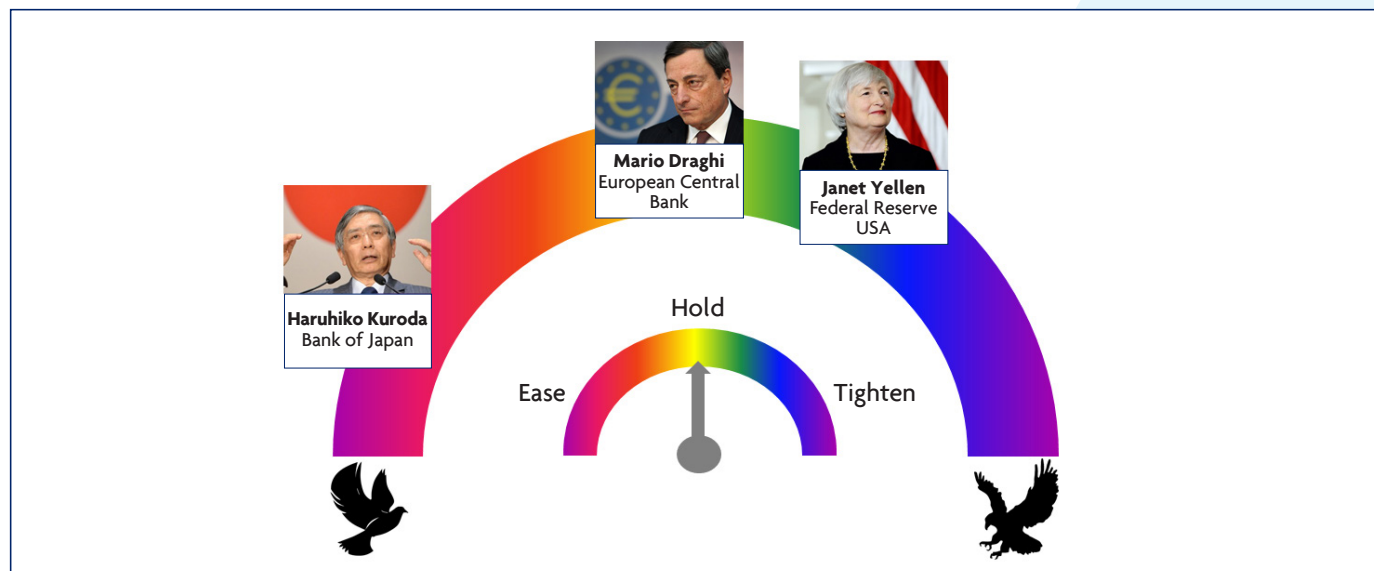 Mario Draghi
European Central
Bank
Janet Yellen
Federal Reserve
USA
Haruhiko Kuroda
Bank of Japan
Hold
Ease
Tighten